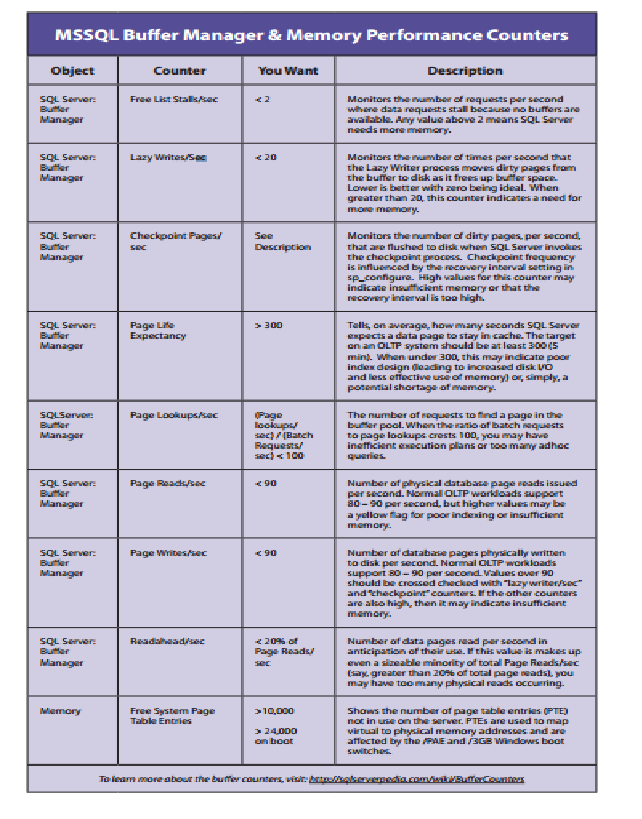 MSSQL Buffer Manager & Memory Performance Counters
Object Counter You Want Description
SQL Server: Buffer Manager
Free List Stalls/sec
< 2
Monitors the number of requests per second
where data requests stall because no buffers are
available. Any value above 2 means SQL Server
needs more memory.
SQL Server: Buffer Manager
Lazy Writes/Sec
< 20
Monitors the number of times per second that
the Lazy Writer process moves dirty pages from
the buffer to disk as it frees up buffer space.
Lower is better with zero being ideal. When
greater than 20, this counter indicates a need for
more memory.
SQL Server: Buffer Manager
Checkpoint Pages/
sec
See
Description
Monitors the number of dirty pages, per second,
that are flushed to disk when SQL Server invokes
the checkpoint process. Checkpoint frequency
is influenced by the recovery interval setting in
sp_configure. High values for this counter may
indicate insufficient memory or that the
recovery interval is too high.
SQL Server: Buffer Manager
Page Life
Expectancy
> 300
Tells, on average, how many seconds SQL Server
expects a data page to stay in cache. The target
on an OLTP system should be at least 300 (5
min). When under 300, this may indicate poor
index design (leading to increased disk I/O
and less effective use of memory) or, simply, a
potential shortage of memory.
SQLServer: Buffer Manager
Page Lookups/sec
(Page
lookups/
sec) / (Batch
Requests/
sec) < 100
The number of requests to find a page in the
buffer pool. When the ratio of batch requests
to page lookups crests 100, you may have
inefficient execution plans or too many adhoc
queries.
SQL Server: Buffer Manager
Page Reads/sec
< 90
Number of physical database page reads issued
per second. Normal OLTP workloads support
80 – 90 per second, but higher values may be
a yellow flag for poor indexing or insufficient
memory.
SQL Server: Buffer Manager
Page Writes/sec
< 90
Number of database pages physically written
to disk per second. Normal OLTP workloads
support 80 – 90 per second. Values over 90
should be crossed checked with "lazy writer/sec"
and "checkpoint" counters. If the other counters
are also high, then it may indicate insufficient
memory.
SQL Server: Buffer Manager
Readahead/sec
< 20% of
Page Reads/
sec
Number of data pages read per second in
anticipation of their use. If this value is makes up
even a sizeable minority of total Page Reads/sec
(say, greater than 20% of total page reads), you
may have too many physical reads occurring.
Memory
Free System Page
Table Entries
>10,000
> 24,000
on boot
Shows the number of page table entries (PTE)
not in use on the server. PTEs are used to map
virtual to physical memory addresses and are
affected by the /PAE and /3GB Windows boot
switches.
To learn more about the buffer counters, visit: http://sqlserverpedia.com/wiki/BufferCounters